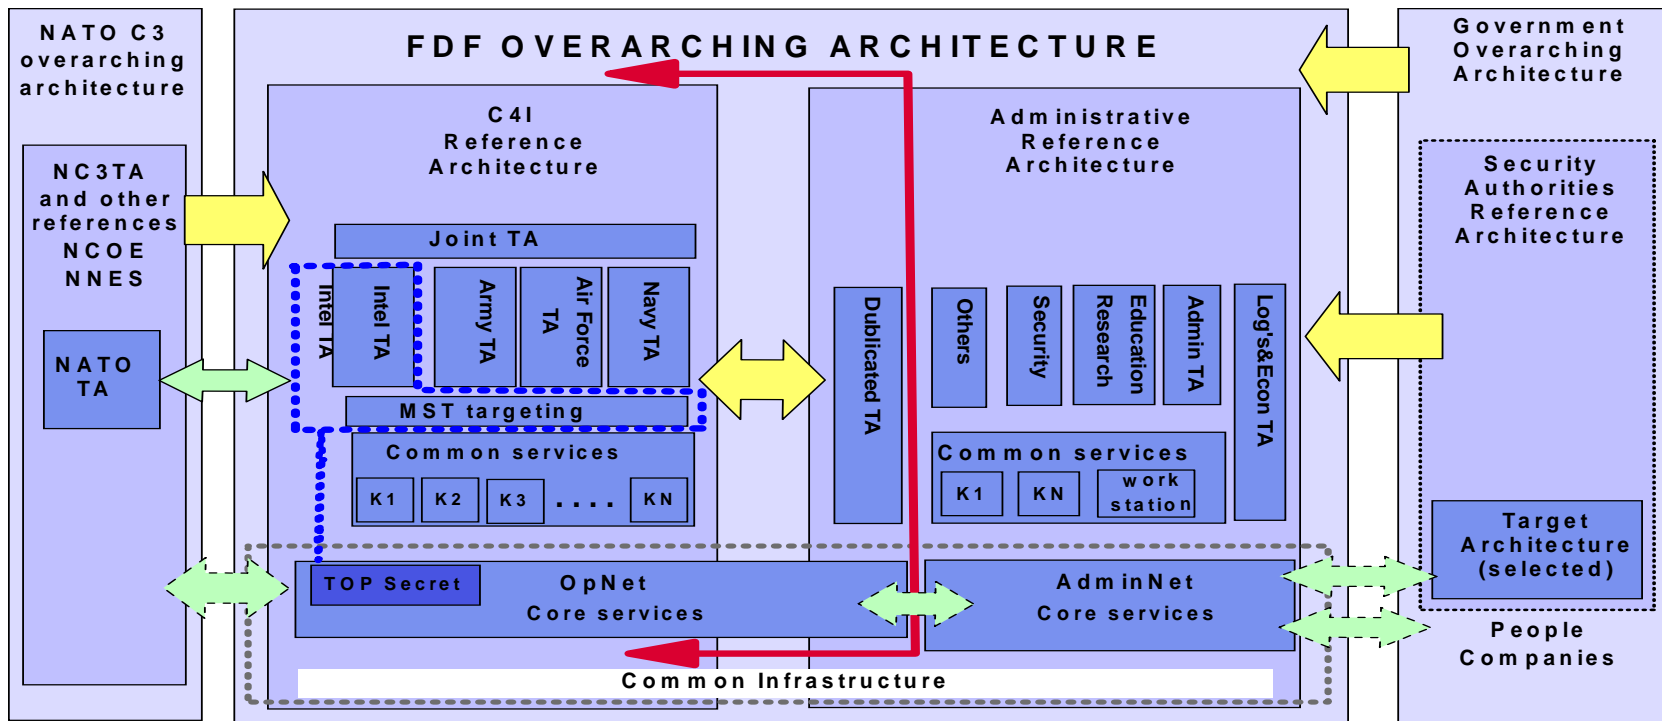 NATO C3
overarching
architecture
NC3TA
and other
references
NCOE
NNES
NATO
TA
FDF OVERARCHING ARCHITECTURE
C4I
Reference
Architecture
Joint TA
Intel TA
Intel TA
Army TA
Air Force
TA
Navy TA
MST targeting
Common services
K1
K2
K3
....
KN
TOP Secret
OpNet
Core services
Administrative
Reference
Architecture
Dublicated TA
Others
Security
Education
Research
Admin TA
Log's&Econ TA
Common services
K1
KN
work
station
AdminNet
Core services
Common Infrastructure
Government
Overarching
Architecture
Security
Authorities
Reference
Architecture
Target
Architecture
(selected)
People
Companies